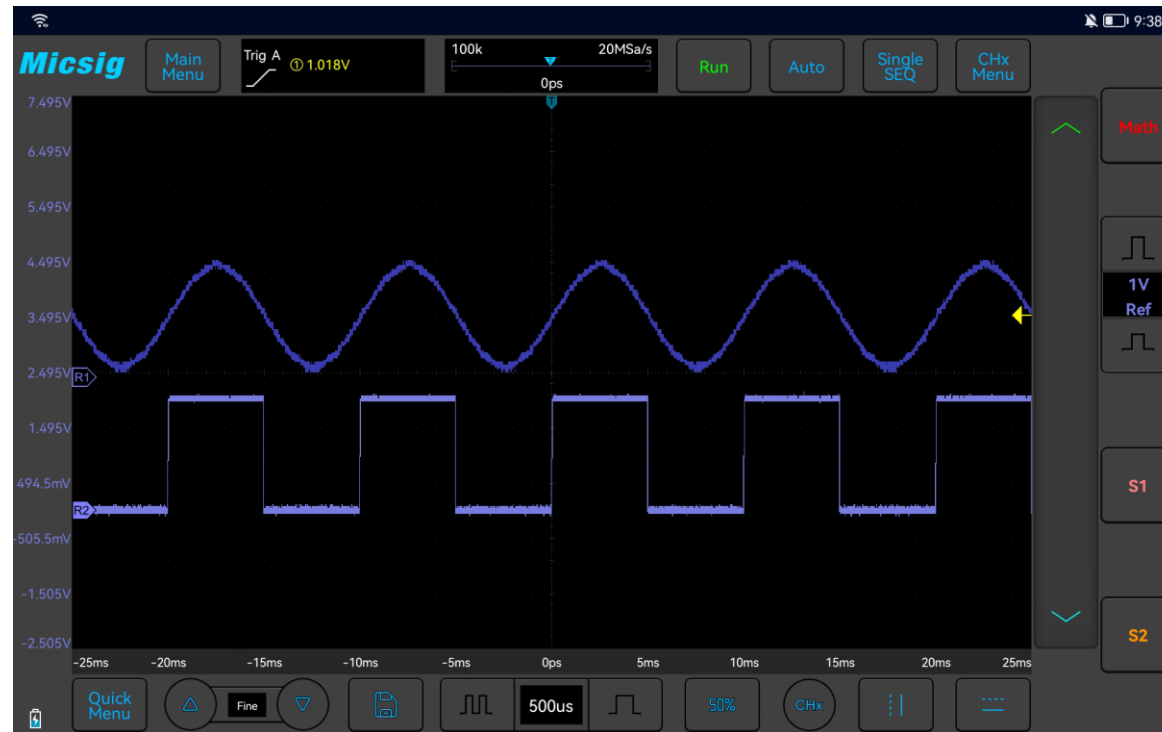 9:38
Micsig
Main
Menu
Trig A
① 1.018V
100k
20MSa/s
0ps
Run
Auto
Single
SEQ
CHx
Menu
T
7.495V
6.495V
5.495V
4.495V
3.495V
2.495V
R1
1.495V
494.5mV
R2
-505.5mV
-1.505V
-2.505V
Math
1V
Ref
S1
S2
-25ms
-20ms
-15ms
-10ms
-5ms
0ps
5ms
10ms
15ms
20ms
25ms
Quick
Menu
Fine
500us
50%
CHx